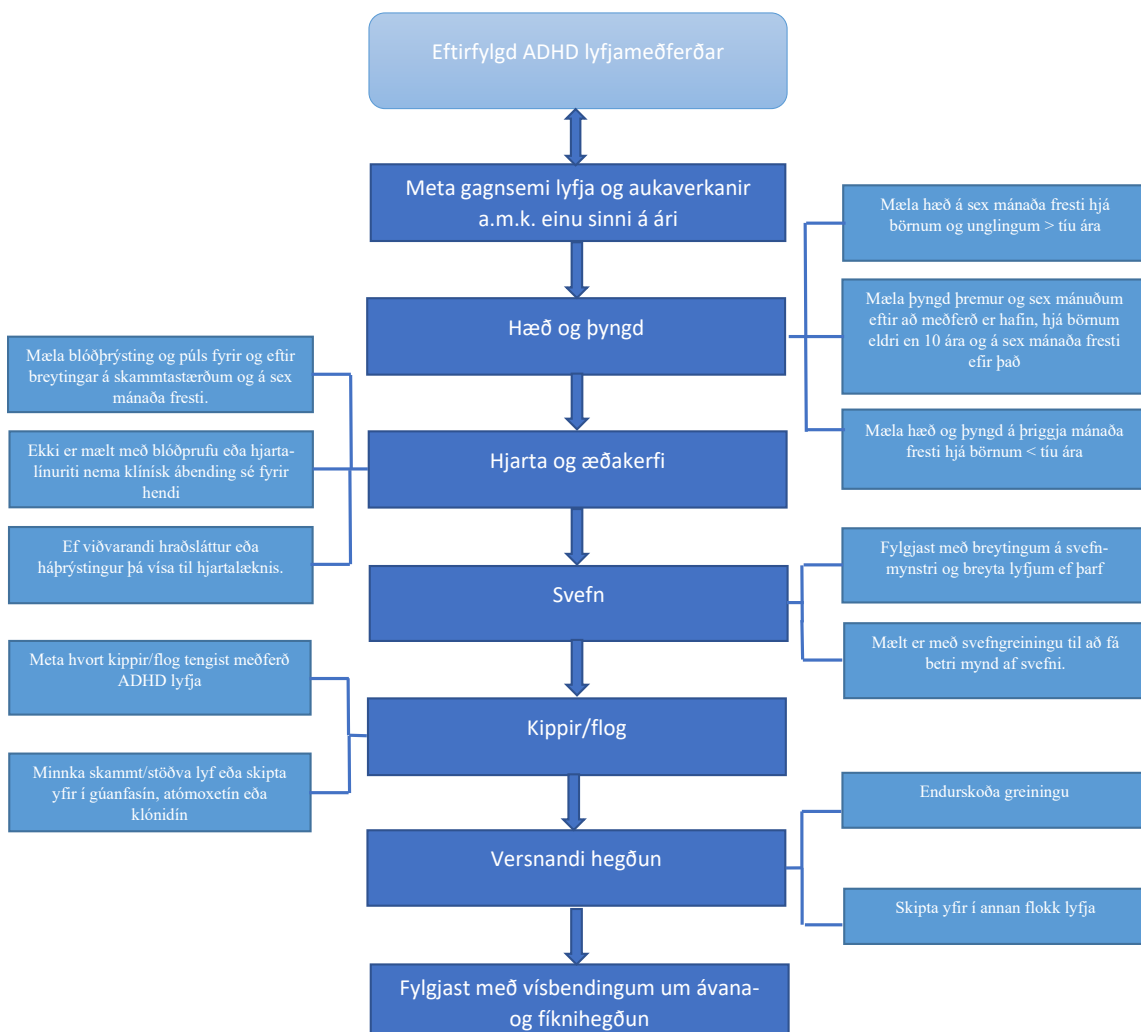 Eftirfylgd ADHD lyfjameðferðar
Meta gagnsemi lyfja og aukaverkanir
a.m.k. einu sinni á ári
Hæð og þyngd
Mæla hæð á sex mánaða fresti hjá
börnum og unglingum > tíu ára
Mæla þyngd þremur og sex mánuðum
eftir að meðferð er hafin, hjá börnum
eldri en 10 ára og á sex mánaða fresti
efir það
Mæla hæð og þyngd á þriggja mánaða
fresti hjá börnum < tíu ára
Hjarta og æðakerfi
Mæla blóðþrýsting og púls fyrir og eftir
breytingar á skammtastærðum og á sex
mánaða fresti.
Ekki er mælt með blóðprufu eða hjarta-
línuriti nema klínísk ábending sé fyrir
hendi
Ef viðvarandi hraðsláttur eða
háþrýstingur þá vísa til hjartalæknis.
Svefn
Fylgjast með breytingum á svefn-
mynstri og breyta lyfjum ef þarf
Mælt er með svefngreiningu til að fá
betri mynd af svefni.
Kippir/flog
Meta hvort kippir/flog tengist meðferð
ADHD lyfja
Minnka skammt/stöðva lyf eða skipta
yfir í gúanfasín, atómoxetín eða
klónidín
Versnandi hegðun
Endurskoða greiningu
Skipta yfir í annan flokk lyfja
Fylgjast með vísbendingum um ávana-
og fíknihegðun